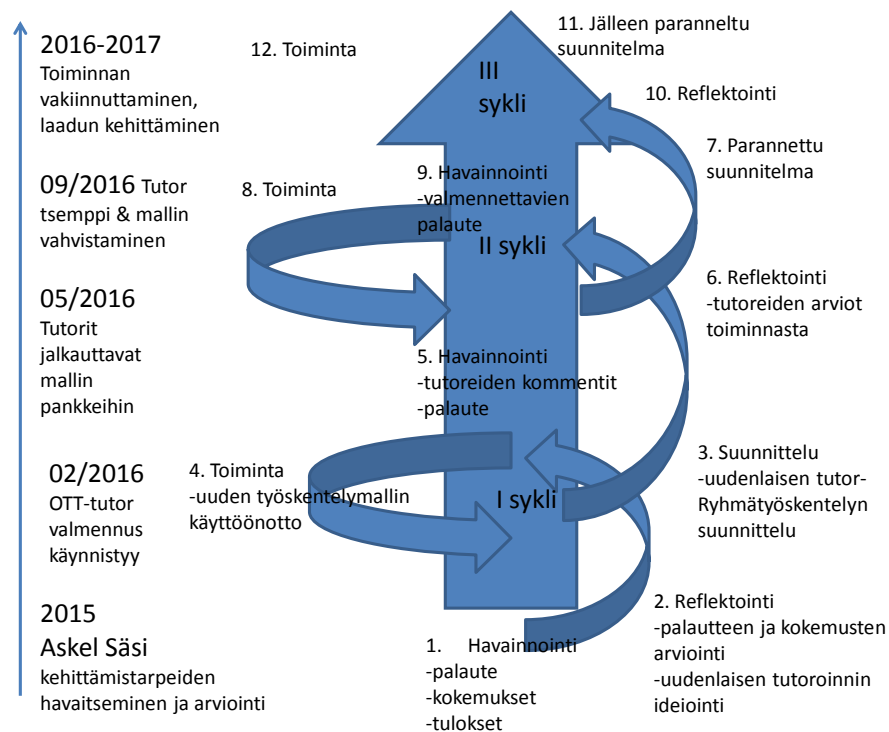 2016-2017
Toiminnan
vakiinnuttaminen,
laadun kehittäminen
09/2016 Tutor
tsemppi & mallin
vahvistaminen
05/2016
Tutorit
jalkauttavat
mallin
pankkeihin
02/2016
OTT-tutor
valmennus
käynnistyy
2015
Askel Säsi
kehittämistarpeiden
havaitseminen ja arviointi
12. Toiminta
8. Toiminta
4. Toiminta
-uuden työskentelymallin
käyttöönotto
III
sykli
9. Havainnointi
-valmennettavien
palaute
II sykli
5. Havainnointi
-tutoreiden kommentit
-palaute
I sykli
1. Havainnointi
-palaute
-kokemukset
-tulokset
11. Jälleen paranneltu
suunnitelma
10. Reflektointi
7. Parannettu
suunnitelma
6. Reflektointi
-tutoreiden arviot
toiminnasta
3. Suunnittelu
-uudenlaisen tutor-
Ryhmätyöskentelyn
suunnittelu
2. Reflektointi
-palautteen ja kokemusten
arviointi
-uudenlaisen tutoroinnin
ideiointi